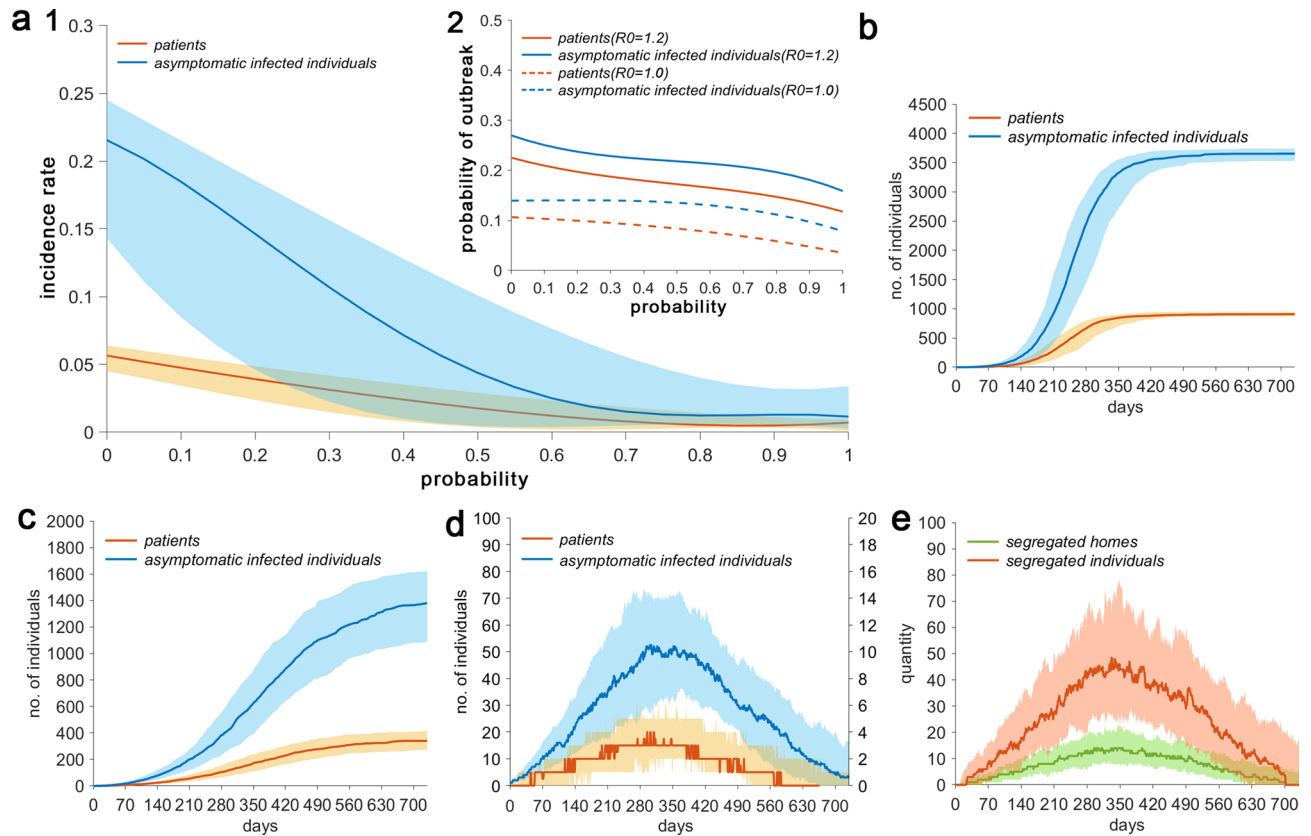 a 1
0.3
0.25
0.2
0.15
0.1
0.05
0
incidence rate
patients
asymptomatic infected individuals
0 0.1 0.2 0.3 0.4 0.5 0.6 0.7 0.8 0.9 1
probability
2
0.5
0.4
0.3
0.2
0.1
0
probability of outbreak
patients(R0=1.2)
asymptomatic infected individuals(R0=1.2)
patients(R0=1.0)
asymptomatic infected individuals(R0=1.0)
0 0.1 0.2 0.3 0.4 0.5 0.6 0.7 0.8 0.9 1
probability
b
4500
4000
3500
3000
2500
2000
1500
1000
500
0
no. of individuals
patients
asymptomatic infected individuals
0 70 140 210 280 350 420 490 560 630 700
days
c
2000
1800
1600
1400
1200
1000
800
600
400
200
0
no. of individuals
patients
asymptomatic infected individuals
0 70 140 210 280 350 420 490 560 630 700
days
d
100
90
80
70
60
50
40
30
20
10
0
no. of individuals
patients
asymptomatic infected individuals
20
18
16
14
12
10
8
6
4
2
0
0 70 140 210 280 350 420 490 560 630 700
days
e
100
90
80
70
60
50
40
30
20
10
0
quantity
segregated homes
segregated individuals
0 70 140 210 280 350 420 490 560 630 700
days